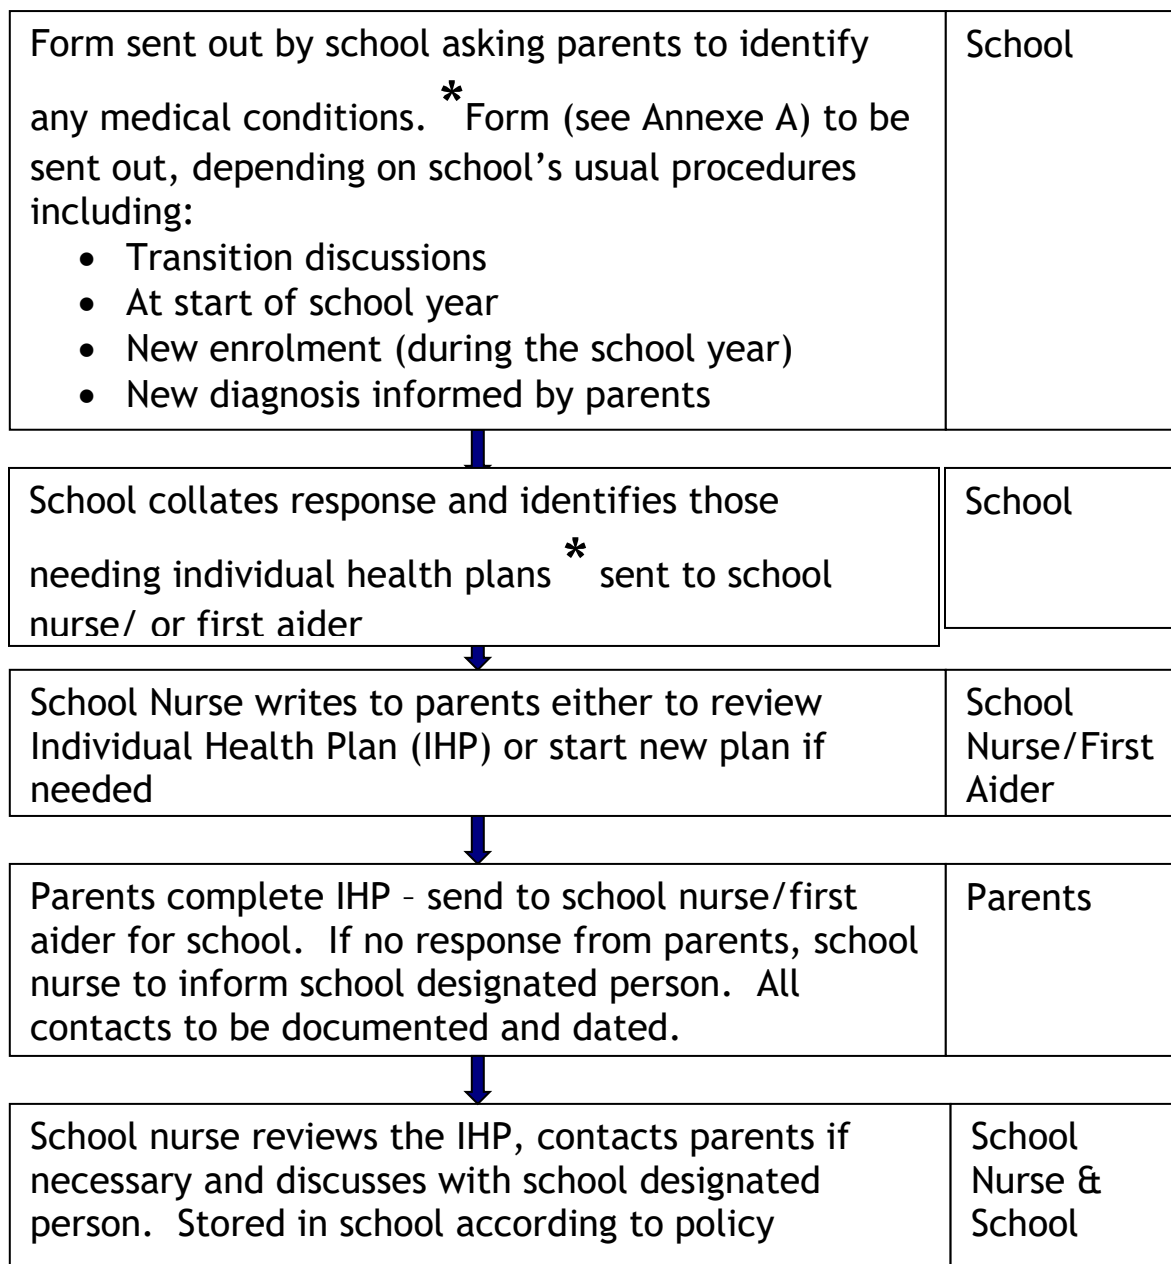 Form sent out by school asking parents to identify
any medical conditions. *Form (see Annexe A) to be
sent out, depending on school's usual procedures
including:
• Transition discussions
• At start of school year
• New enrolment (during the school year)
• New diagnosis informed by parents
School
School collates response and identifies those
needing individual health plans * sent to school
nurse/ or first aider
School
School Nurse writes to parents either to review
Individual Health Plan (IHP) or start new plan if
needed
School
Nurse/First
Aider
Parents complete IHP – send to school nurse/first
aider for school.  If no response from parents, school
nurse to inform school designated person.  All
contacts to be documented and dated.
Parents
School nurse reviews the IHP, contacts parents if
necessary and discusses with school designated
person.  Stored in school according to policy
School
Nurse &
School